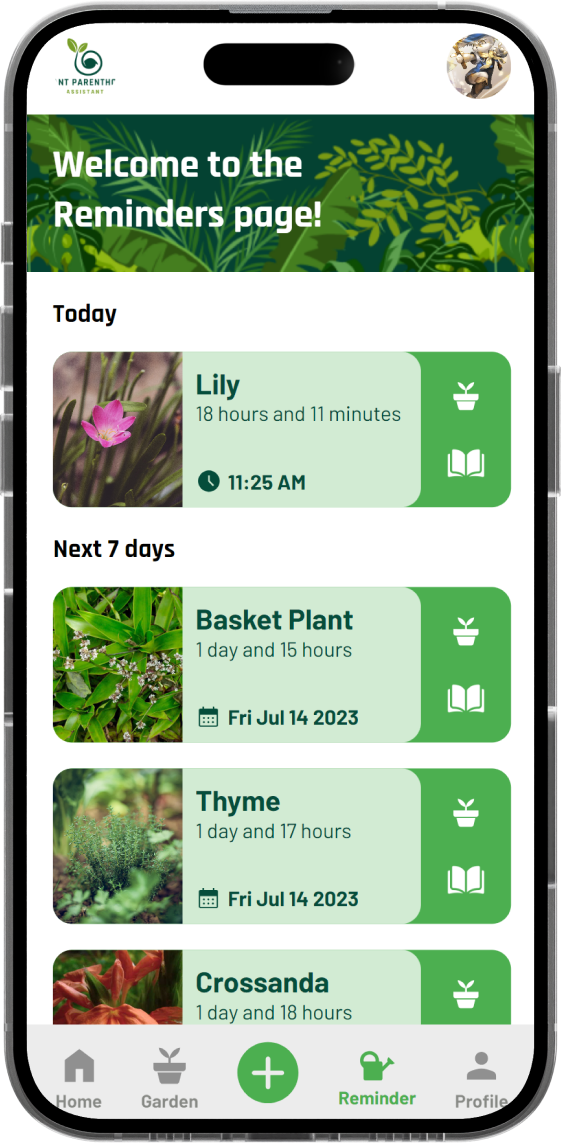 NT PARENTH
ASSISTANT
Welcome to the
Reminders page!
Today
Lily
18 hours and 11 minutes
11:25 AM
Next 7 days
Basket Plant
1 day and 15 hours
Fri Jul 14 2023
Thyme
1 day and 17 hours
Fri Jul 14 2023
Crossanda
1 day and 18 hours
Home
Garden
Reminder
Profile